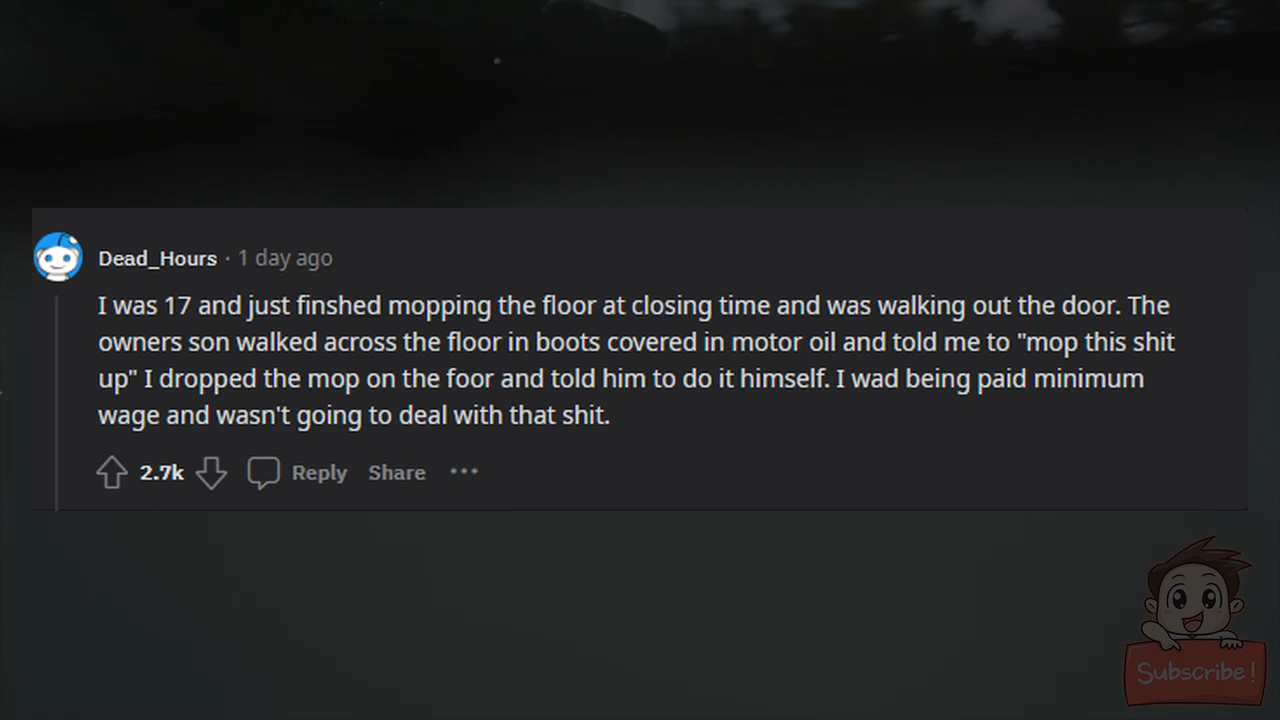 Dead_Hours · 1 day ago
I was 17 and just finshed mopping the floor at closing time and was walking out the door. The
owners son walked across the floor in boots covered in motor oil and told me to "mop this shit
up" I dropped the mop on the foor and told him to do it himself. I wad being paid minimum
wage and wasn't going to deal with that shit.
2.7k Reply Share ···
Subscribe!